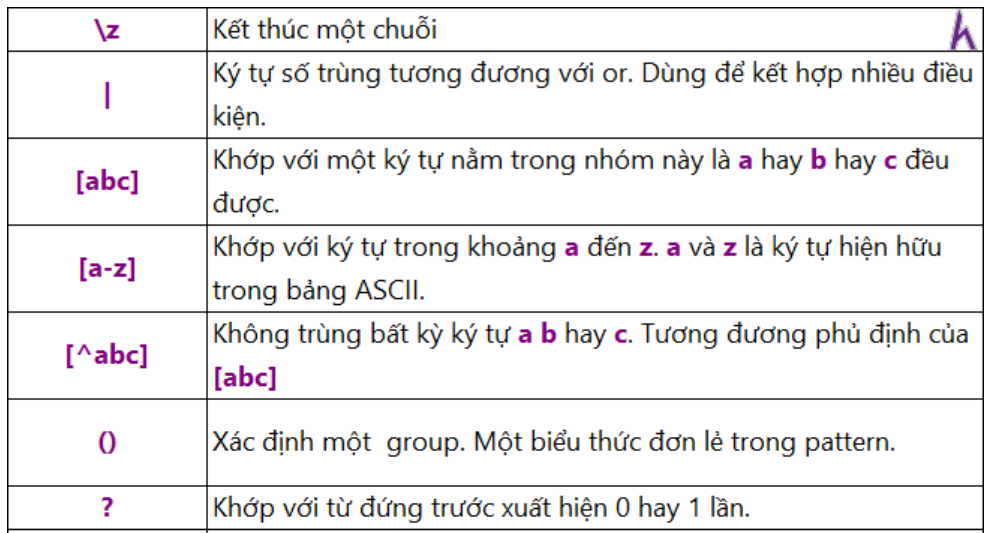 \z Kết thúc một chuỗi
| Ký tự số trùng tương đương với or. Dùng để kết hợp nhiều điều
kiện.
[abc] Khớp với một ký tự nằm trong nhóm này là a hay b hay c đều
được.
[a-z] Khớp với ký tự trong khoảng a đến z. a và z là ký tự hiện hữu
trong bảng ASCII.
[^abc] Không trùng bất kỳ ký tự a b hay c. Tương đương phủ định của
[abc]
() Xác định một  group. Một biểu thức đơn lẻ trong pattern.
? Khớp với từ đứng trước xuất hiện 0 hay 1 lần.